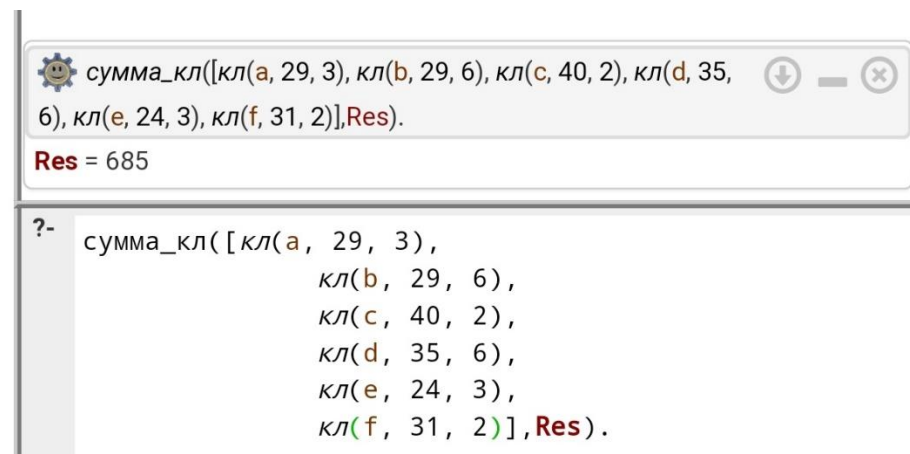 сумма_кл([кл(a, 29, 3), кл(b, 29, 6), кл(c, 40, 2), кл(d, 35,
6), кл(e, 24, 3), кл(f, 31, 2)],Res).
Res = 685
?- сумма_кл([кл(a, 29, 3),
кл(b, 29, 6),
кл(c, 40, 2),
кл(d, 35, 6),
кл(e, 24, 3),
кл(f, 31, 2)],Res).